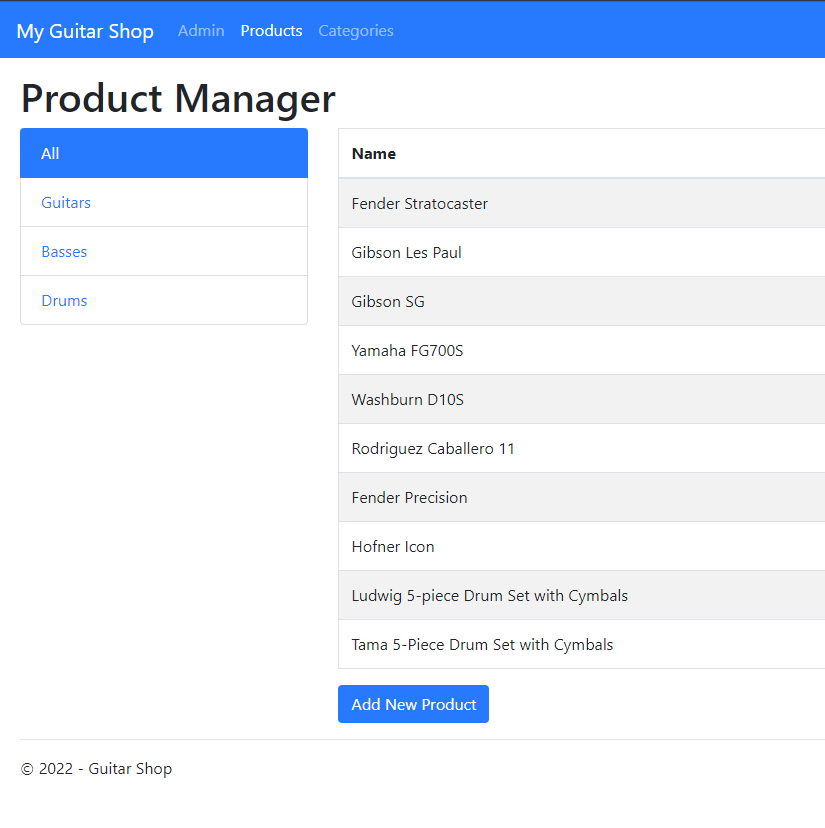 My Guitar Shop Admin Products Categories
Product Manager
All
Guitars
Basses
Drums
Name
Fender Stratocaster
Gibson Les Paul
Gibson SG
Yamaha FG700S
Washburn D10S
Rodriguez Caballero 11
Fender Precision
Hofner Icon
Ludwig 5-piece Drum Set with Cymbals
Tama 5-Piece Drum Set with Cymbals
Add New Product
© 2022 - Guitar Shop